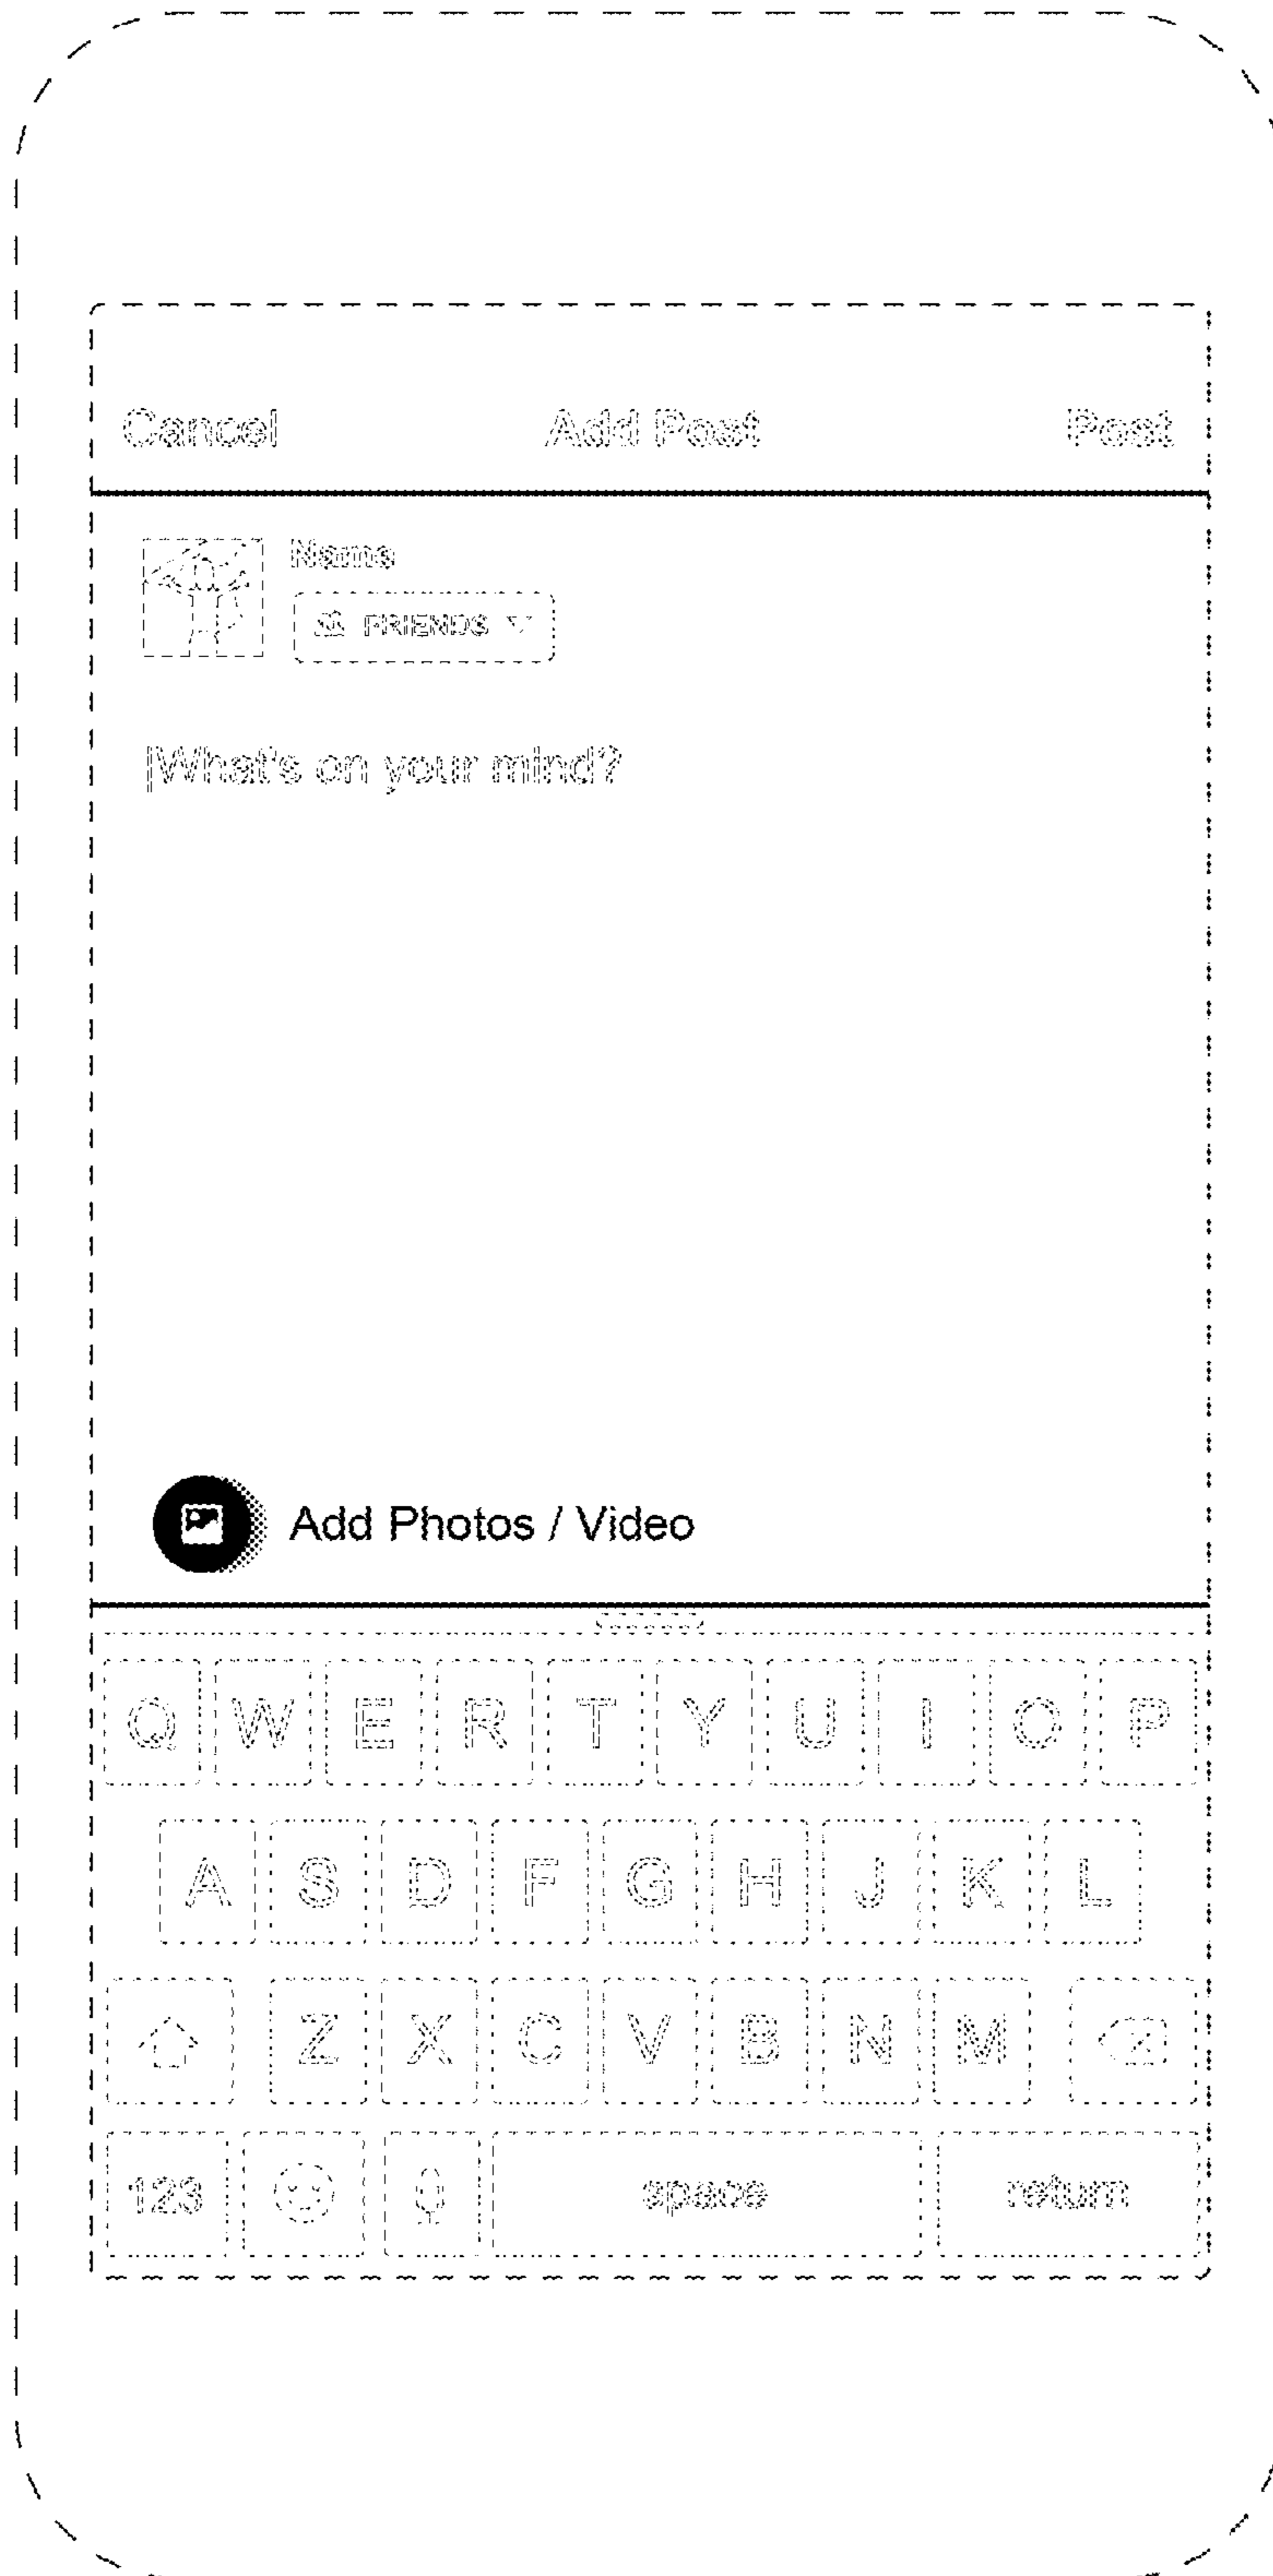 Cancel Add Post Post
Name
FRIENDS
What's on your mind?
Add Photos / Video
Q W E R T Y U I O P
A S D F G H J K L
Z X C V B N M
123 space return